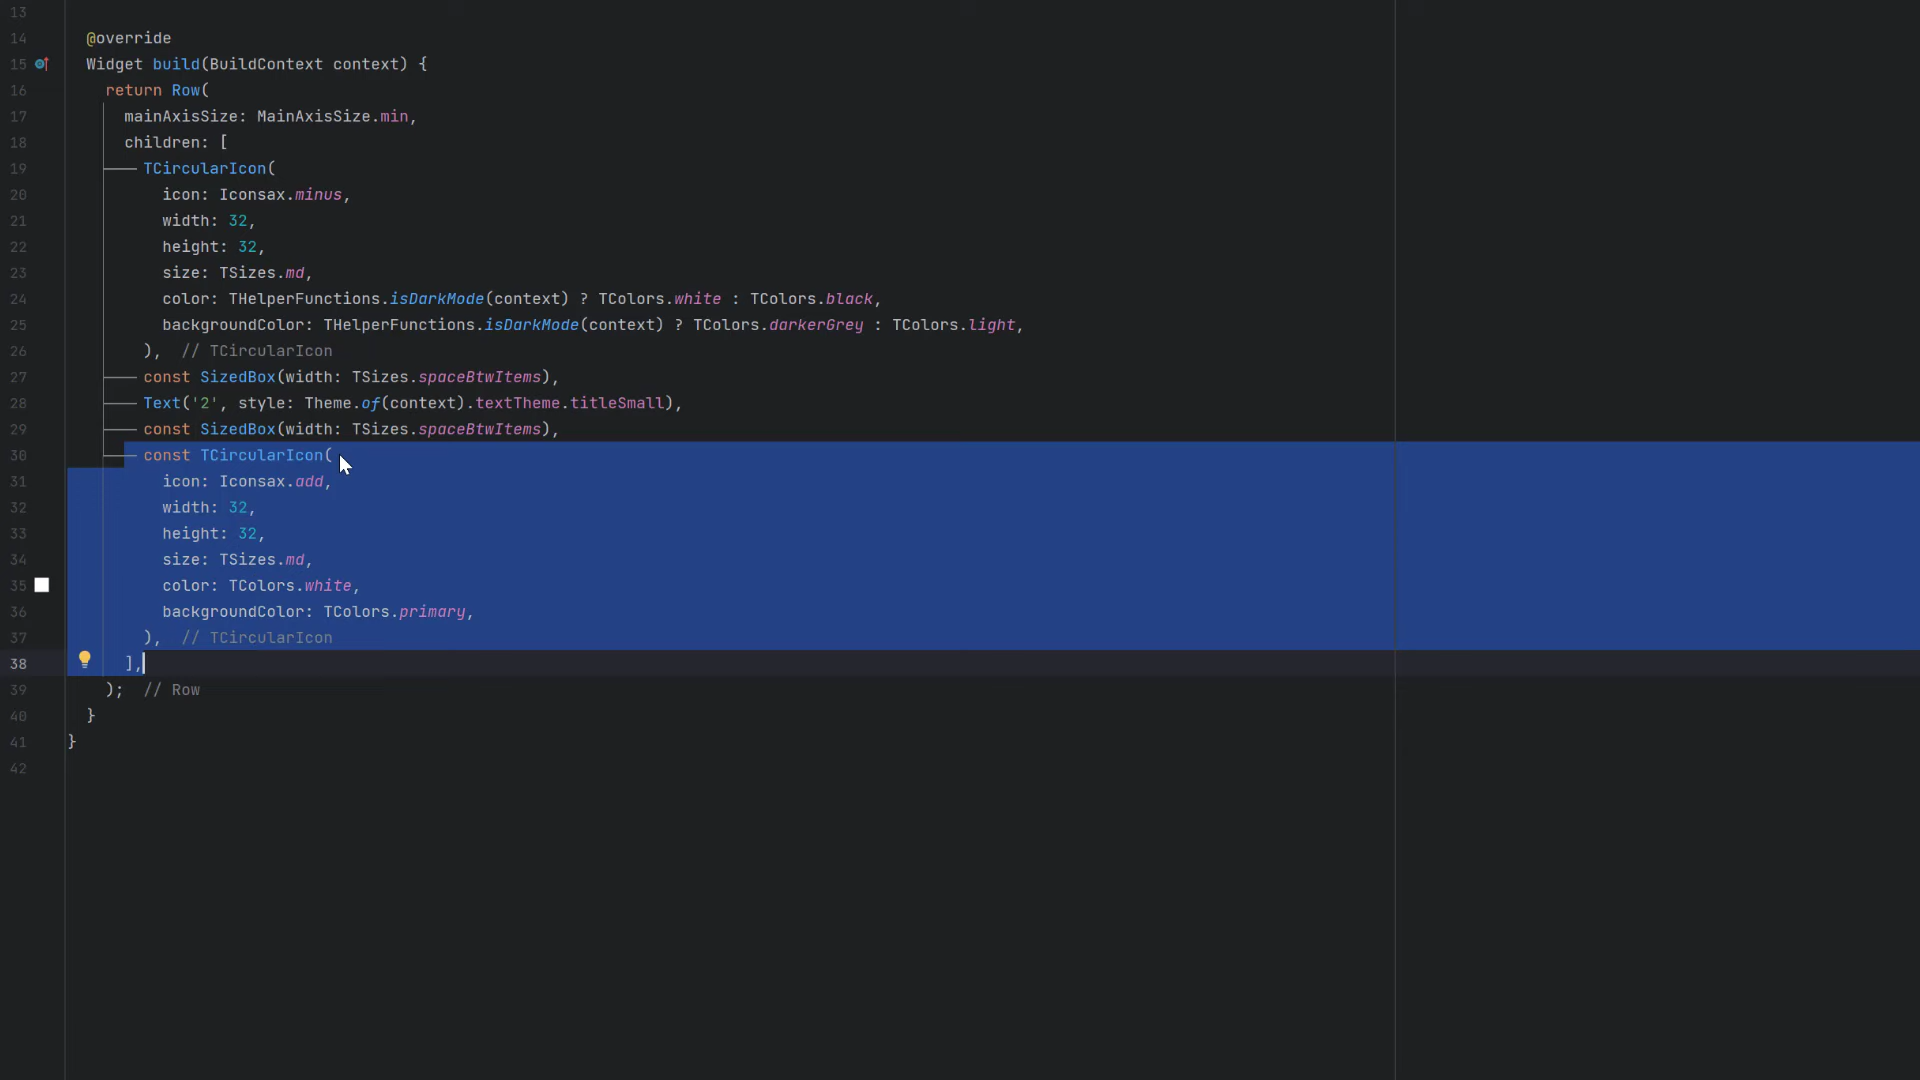 13
14 @override
15 Widget build(BuildContext context) {
16 return Row(
17 mainAxisSize: MainAxisSize.min,
18 children: [
19 TCircularIcon(
20 icon: Iconsax.minus,
21 width: 32,
22 height: 32,
23 size: TSizes.md,
24 color: THelperFunctions.isDarkMode(context) ? TColors.white : TColors.black,
25 backgroundColor: THelperFunctions.isDarkMode(context) ? TColors.darkerGrey : TColors.light,
26 ), // TCircularIcon
27 const SizedBox(width: TSizes.spaceBtwItems),
28 Text('2', style: Theme.of(context).textTheme.titleSmall),
29 const SizedBox(width: TSizes.spaceBtwItems),
30 const TCircularIcon(
31 icon: Iconsax.add,
32 width: 32,
33 height: 32,
34 size: TSizes.md,
35 color: TColors.white,
36 backgroundColor: TColors.primary,
37 ), // TCircularIcon
38 ],
39 ); // Row
40 }
41 }
42